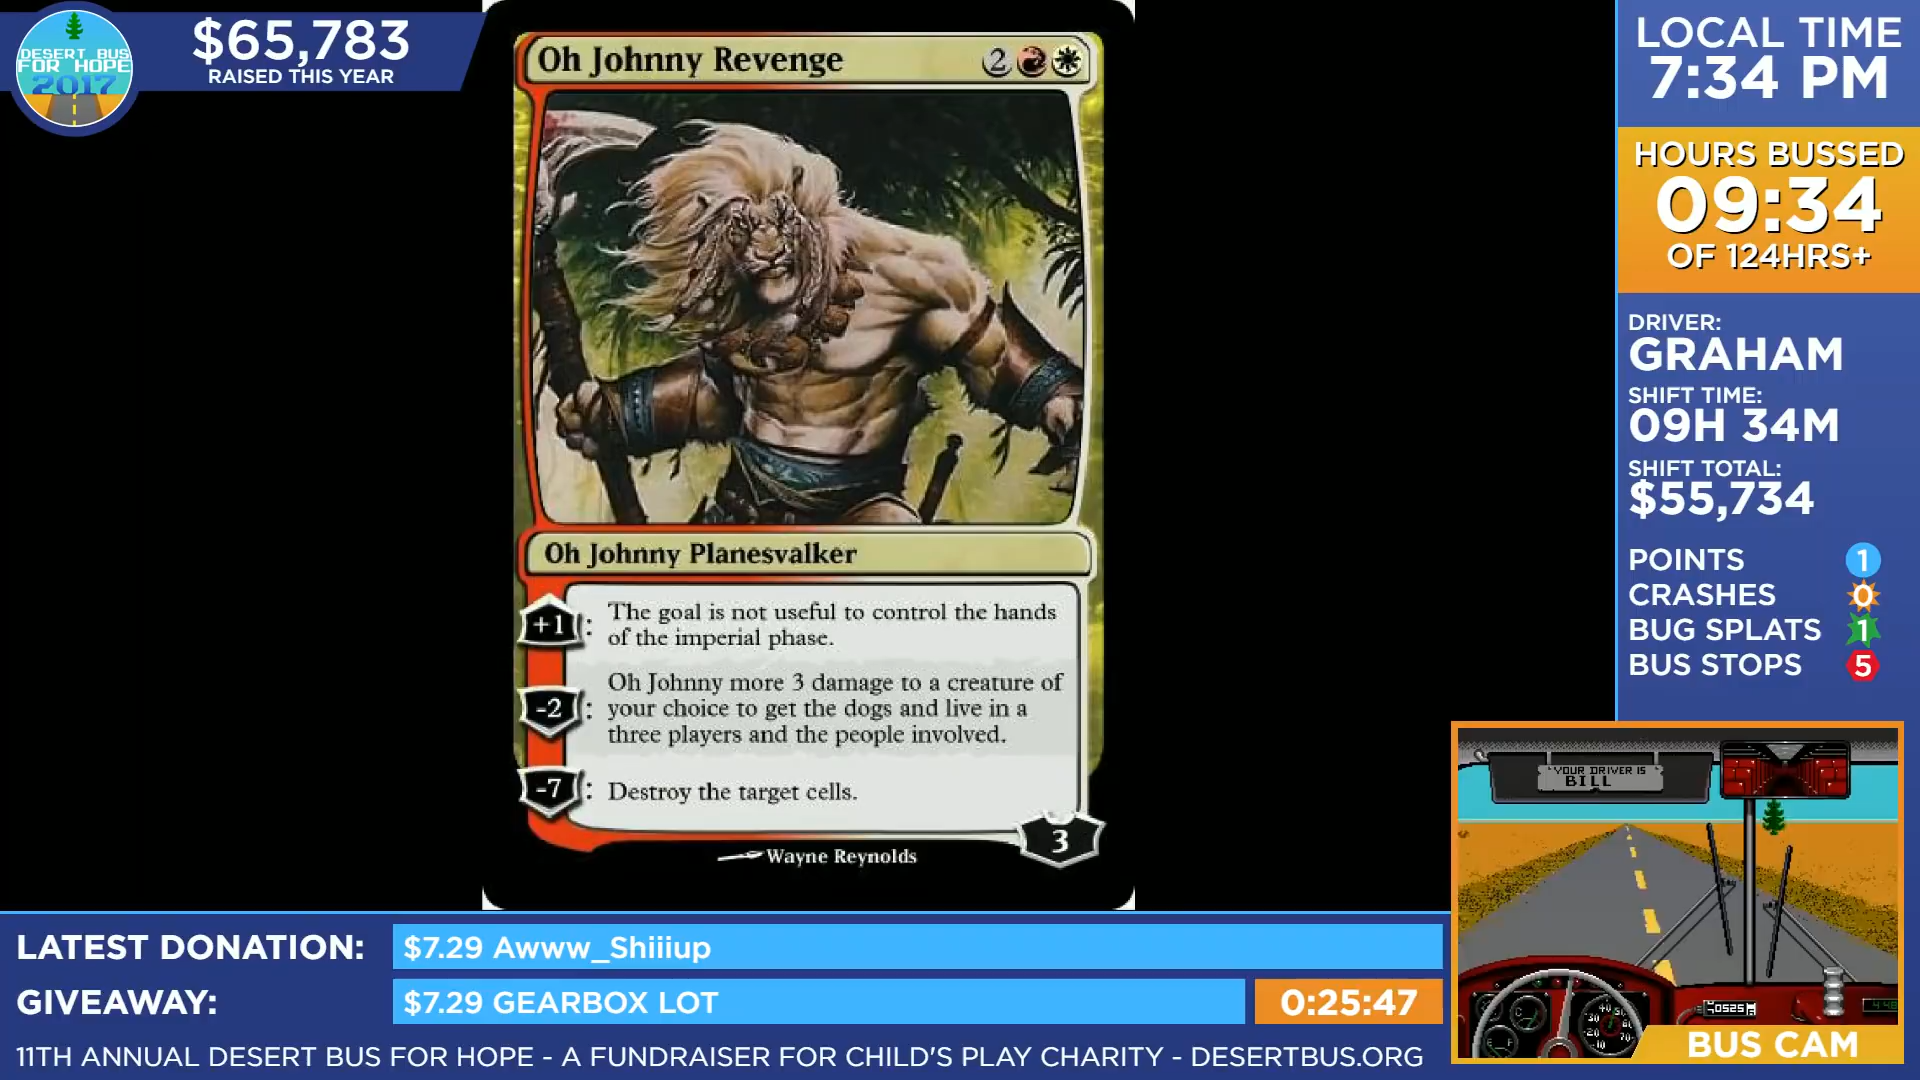 DESERT BUS
FOR HOPE
2017
$65,783
RAISED THIS YEAR
Oh Johnny Revenge
2
Oh Johnny Planesvalker
+1: The goal is not useful to control the hands
of the imperial phase.
-2: Oh Johnny more 3 damage to a creature of
your choice to get the dogs and live in a
three players and the people involved.
-7: Destroy the target cells.
3
Wayne Reynolds
LOCAL TIME
7:34 PM
HOURS BUSSED
09:34
OF 124HRS+
DRIVER:
GRAHAM
SHIFT TIME:
09H 34M
SHIFT TOTAL:
$55,734
POINTS 1
CRASHES 0
BUG SPLATS 1
BUS STOPS 5
YOUR DRIVER IS
BILL
BUS CAM
LATEST DONATION: $7.29 Awww_Shiiiup
GIVEAWAY: $7.29 GEARBOX LOT 0:25:47
11TH ANNUAL DESERT BUS FOR HOPE - A FUNDRAISER FOR CHILD'S PLAY CHARITY - DESERTBUS.ORG